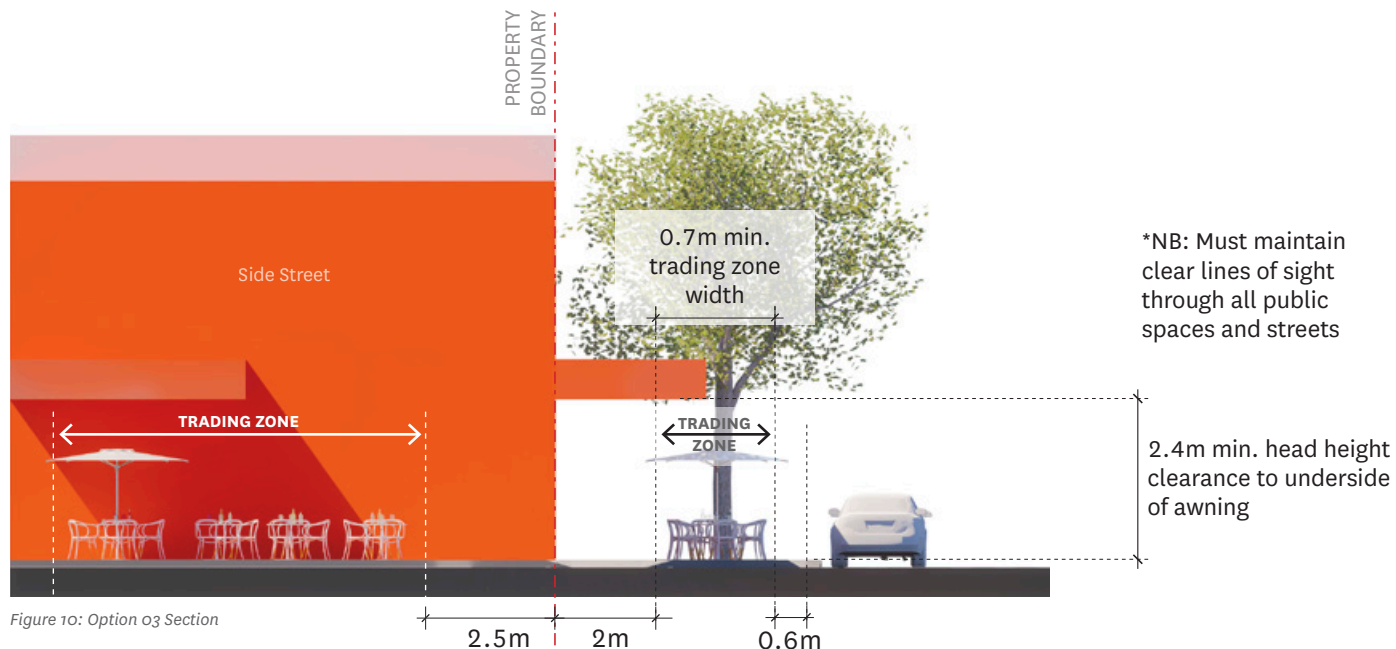 PROPERTY
BOUNDARY
0.7m min.
trading zone
width
*NB: Must maintain
clear lines of sight
through all public
spaces and streets
Side Street
TRADING ZONE
TRADING
ZONE
2.4m min. head height
clearance to underside
of awning
Figure 10: Option 03 Section
2.5m
2m
0.6m